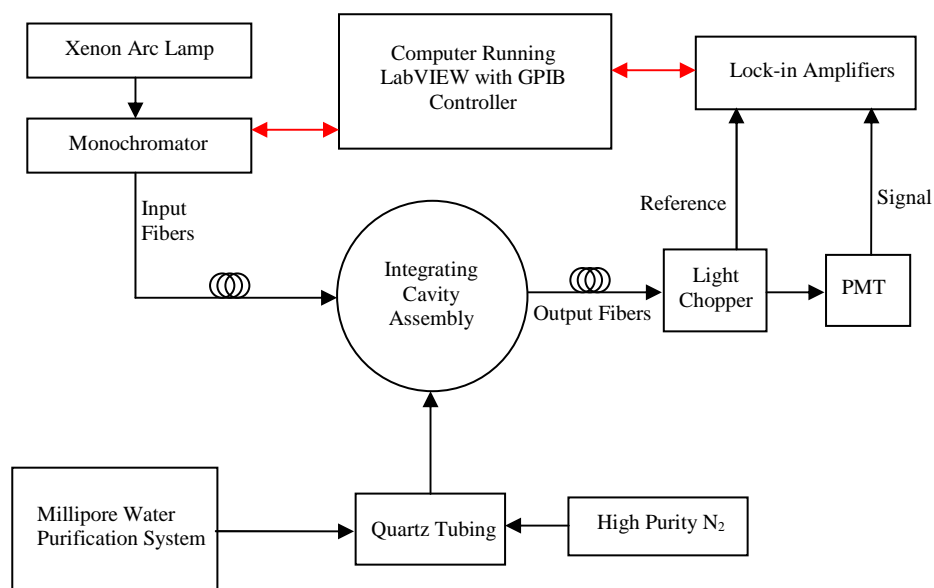 Xenon Arc Lamp
Computer Running
LabVIEW with GPIB
Controller
Lock-in Amplifiers
Monochromator
Input
Fibers
Reference
Signal
Integrating
Cavity
Assembly
Output Fibers
Light
Chopper
PMT
Millipore Water
Purification System
Quartz Tubing
High Purity N₂